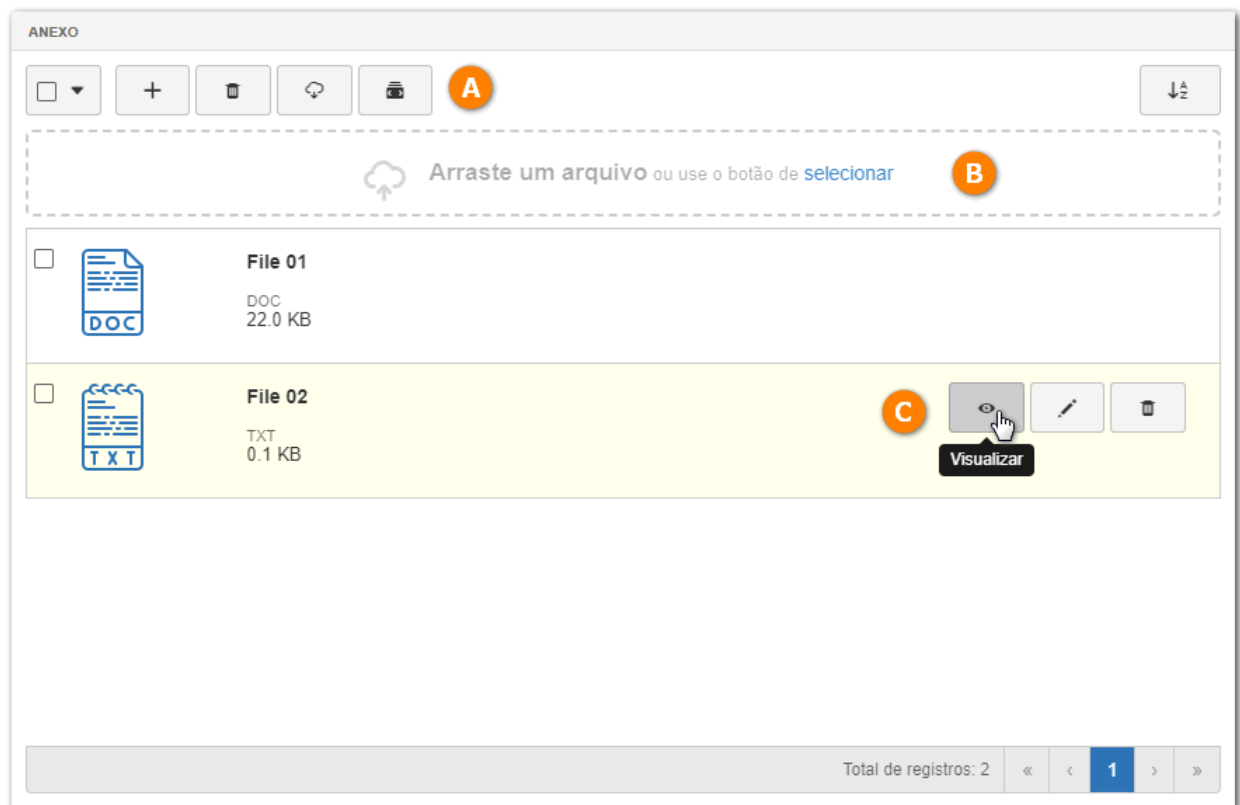 ANEXO
A
A
Z
Arraste um arquivo ou use o botão de selecionar
B
File 01
DOC
DOC
22.0 KB
File 02
TXT
TXT
0.1 KB
C
Visualizar
Total de registros: 2 « ‹ 1 › »